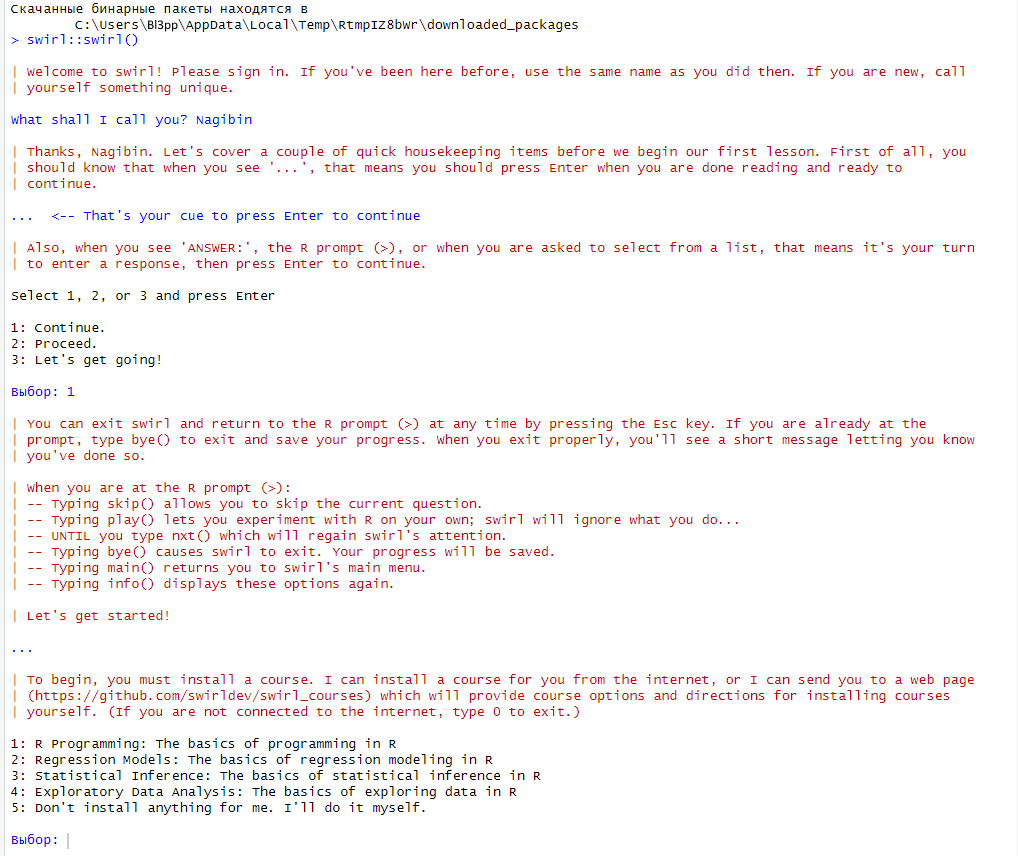 Скачанные бинарные пакеты находятся в
C:\Users\Bl3pp\AppData\Local\Temp\RtmpIZ8bWr\downloaded_packages
> swirl::swirl()
| Welcome to swirl! Please sign in. If you've been here before, use the same name as you did then. If you are new, call
| yourself something unique.
What shall I call you? Nagibin
| Thanks, Nagibin. Let's cover a couple of quick housekeeping items before we begin our first lesson. First of all, you
| should know that when you see '...', that means you should press Enter when you are done reading and ready to
| continue.
... <-- That's your cue to press Enter to continue
| Also, when you see 'ANSWER:', the R prompt (>), or when you are asked to select from a list, that means it's your turn
| to enter a response, then press Enter to continue.
Select 1, 2, or 3 and press Enter
1: Continue.
2: Proceed.
3: Let's get going!
Выбор: 1
| You can exit swirl and return to the R prompt (>) at any time by pressing the Esc key. If you are already at the
| prompt, type bye() to exit and save your progress. When you exit properly, you'll see a short message letting you know
| you've done so.
| When you are at the R prompt (>):
| -- Typing skip() allows you to skip the current question.
| -- Typing play() lets you experiment with R on your own; swirl will ignore what you do...
| -- UNTIL you type nxt() which will regain swirl's attention.
| -- Typing bye() causes swirl to exit. Your progress will be saved.
| -- Typing main() returns you to swirl's main menu.
| -- Typing info() displays these options again.
| Let's get started!
...
| To begin, you must install a course. I can install a course for you from the internet, or I can send you to a web page
| (https://github.com/swirldev/swirl_courses) which will provide course options and directions for installing courses
| yourself. (If you are not connected to the internet, type 0 to exit.)
1: R Programming: The basics of programming in R
2: Regression Models: The basics of regression modeling in R
3: Statistical Inference: The basics of statistical inference in R
4: Exploratory Data Analysis: The basics of exploring data in R
5: Don't install anything for me. I'll do it myself.
Выбор: